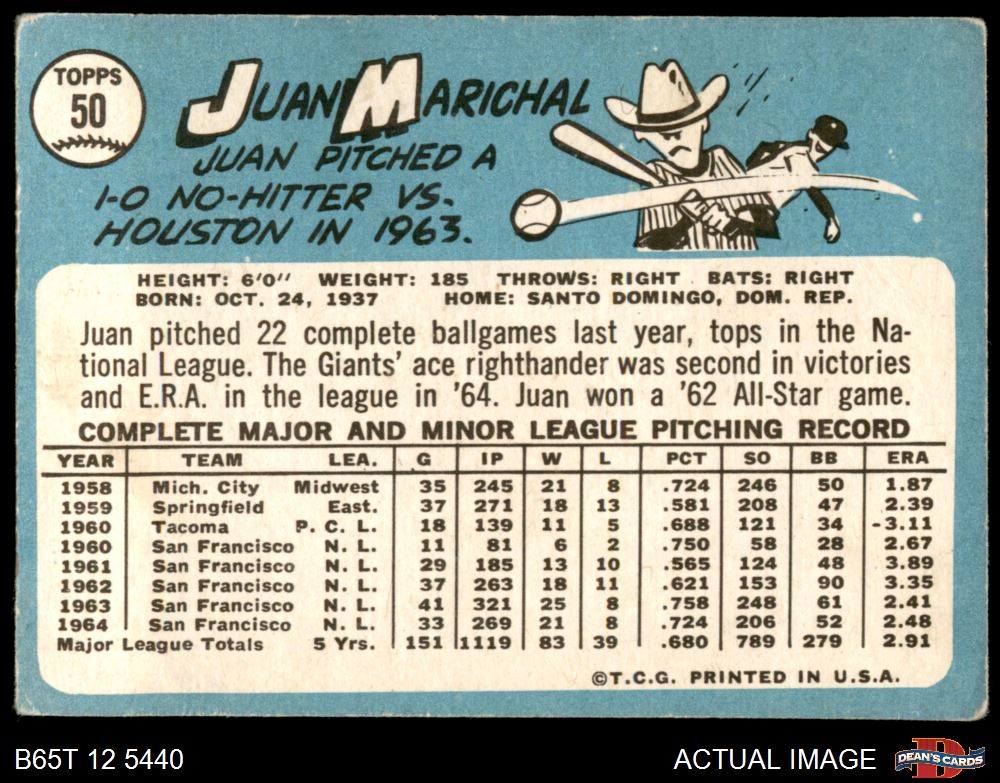 TOPPS
50
JUAN MARICHAL
JUAN PITCHED A
1-0 NO-HITTER VS.
HOUSTON IN 1963.
HEIGHT: 6'0" WEIGHT: 185 THROWS: RIGHT BATS: RIGHT
BORN: OCT. 24, 1937 HOME: SANTO DOMINGO, DOM. REP.
Juan pitched 22 complete ballgames last year, tops in the Na-
tional League. The Giants' ace righthander was second in victories
and E.R.A. in the league in '64. Juan won a '62 All-Star game.
COMPLETE MAJOR AND MINOR LEAGUE PITCHING RECORD
YEAR TEAM LEA. G IP W L PCT SO BB ERA
1958 Mich. City Midwest 35 245 21 8 .724 246 50 1.87
1959 Springfield East. 37 271 18 13 .581 208 47 2.39
1960 Tacoma P. C. L. 18 139 11 5 .688 121 34 -3.11
1960 San Francisco N. L. 11 81 6 2 .750 58 28 2.67
1961 San Francisco N. L. 29 185 13 10 .565 124 48 3.89
1962 San Francisco N. L. 37 263 18 11 .621 153 90 3.35
1963 San Francisco N. L. 41 321 25 8 .758 248 61 2.41
1964 San Francisco N. L. 33 269 21 8 .724 206 52 2.48
Major League Totals 5 Yrs. 151 1119 83 39 .680 789 279 2.91
©T.C.G. PRINTED IN U.S.A.
B65T 12 5440 ACTUAL IMAGE DEAN'S CARDS